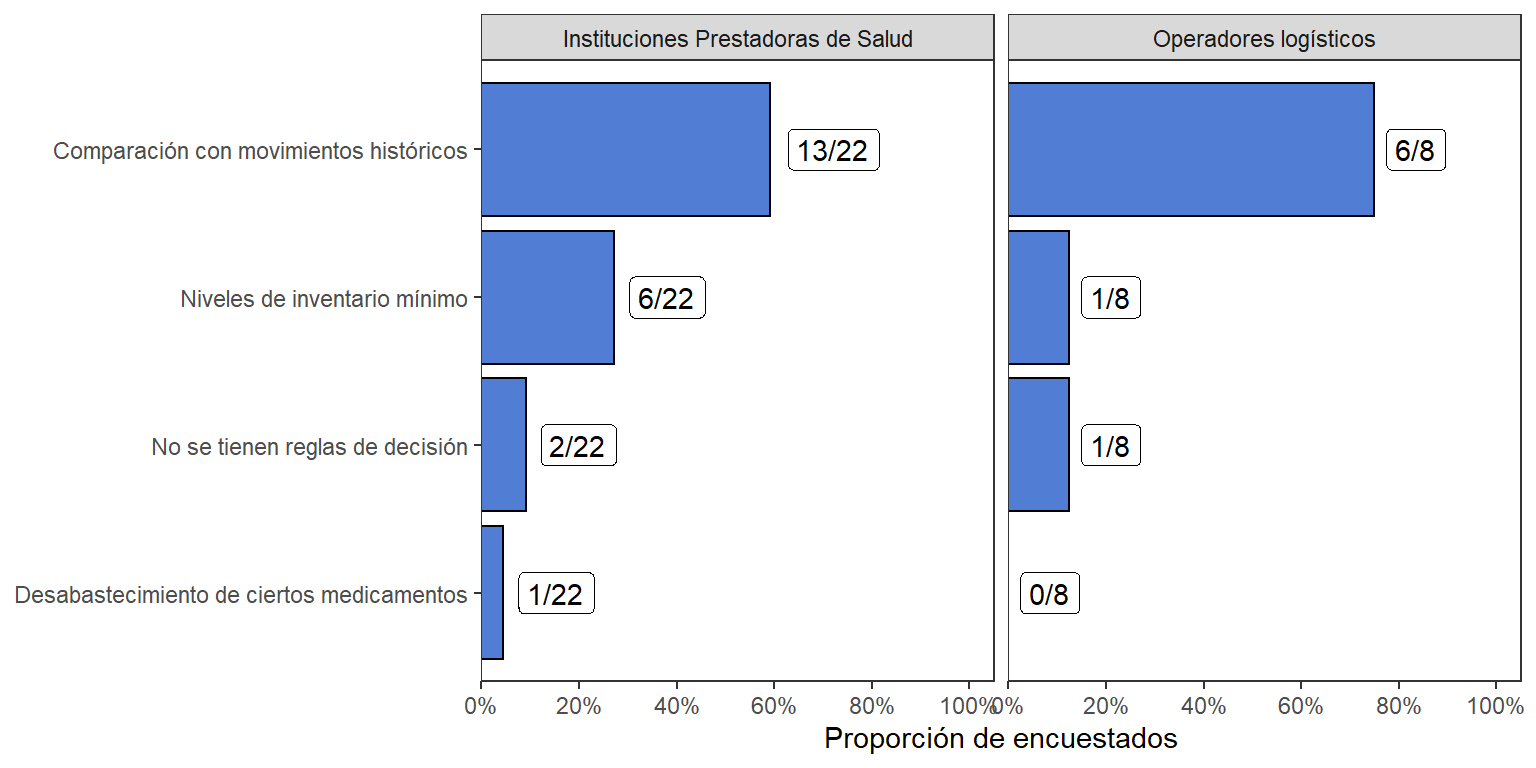 Instituciones Prestadoras de Salud
Operadores logísticos
Comparación con movimientos históricos
13/22
6/8
Niveles de inventario mínimo
6/22
1/8
No se tienen reglas de decisión
2/22
1/8
Desabastecimiento de ciertos medicamentos
1/22
0/8
0% 20% 40% 60% 80% 100%
0% 20% 40% 60% 80% 100%
Proporción de encuestados